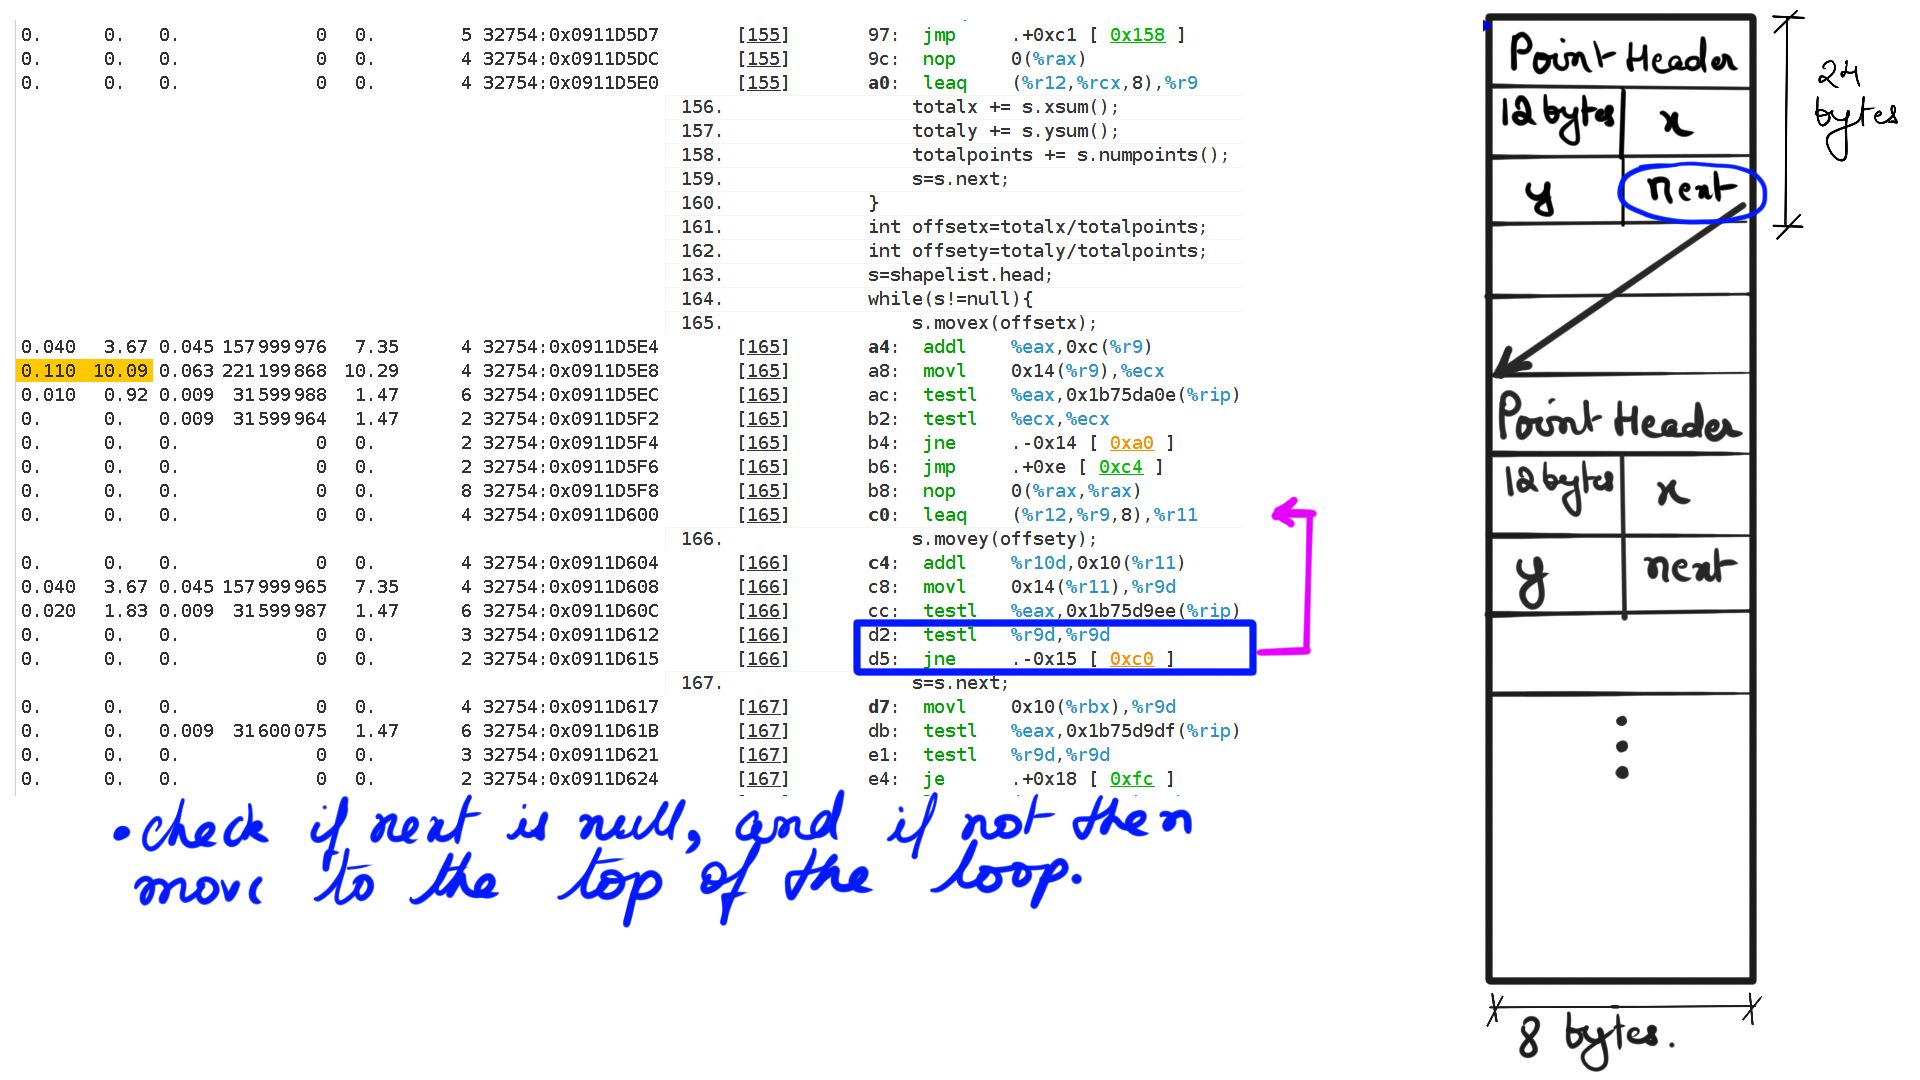 0. 0. 0. 0 0. 5 32754:0x0911D5D7 [155] 97: jmp .+0xc1 [ 0x158 ]
0. 0. 0. 0 0. 4 32754:0x0911D5DC [155] 9c: nop 0(%rax)
0. 0. 0. 0 0. 4 32754:0x0911D5E0 [155] a0: leaq (%r12,%rcx,8),%r9
156. totalx += s.xsum();
157. totaly += s.ysum();
158. totalpoints += s.numpoints();
159. s=s.next;
160. }
161. int offsetx=totalx/totalpoints;
162. int offsety=totaly/totalpoints;
163. s=shapelist.head;
164. while(s!=null){
165. s.movex(offsetx);
0.040 3.67 0.045 157999976 7.35 4 32754:0x0911D5E4 [165] a4: addl %eax,0xc(%r9)
0.110 10.09 0.063 221199868 10.29 4 32754:0x0911D5E8 [165] a8: movl 0x14(%r9),%ecx
0.010 0.92 0.009 31599988 1.47 6 32754:0x0911D5EC [165] ac: testl %eax,0x1b75da0e(%rip)
0. 0. 0.009 31599964 1.47 2 32754:0x0911D5F2 [165] b2: testl %ecx,%ecx
0. 0. 0. 0 0. 2 32754:0x0911D5F4 [165] b4: jne .-0x14 [ 0xa0 ]
0. 0. 0. 0 0. 2 32754:0x0911D5F6 [165] b6: jmp .+0xe [ 0xc4 ]
0. 0. 0. 0 0. 8 32754:0x0911D5F8 [165] b8: nop 0(%rax,%rax)
0. 0. 0. 0 0. 4 32754:0x0911D600 [165] c0: leaq (%r12,%r9,8),%r11
166. s.movey(offsety);
0. 0. 0. 0 0. 4 32754:0x0911D604 [166] c4: addl %r10d,0x10(%r11)
0.040 3.67 0.045 157999965 7.35 4 32754:0x0911D608 [166] c8: movl 0x14(%r11),%r9d
0.020 1.83 0.009 31599987 1.47 6 32754:0x0911D60C [166] cc: testl %eax,0x1b75d9ee(%rip)
0. 0. 0. 0 0. 3 32754:0x0911D612 [166] d2: testl %r9d,%r9d
0. 0. 0. 0 0. 2 32754:0x0911D615 [166] d5: jne .-0x15 [ 0xc0 ]
167. s=s.next;
0. 0. 0. 0 0. 4 32754:0x0911D617 [167] d7: movl 0x10(%rbx),%r9d
0. 0. 0.009 31600075 1.47 6 32754:0x0911D61B [167] db: testl %eax,0x1b75d9df(%rip)
0. 0. 0. 0 0. 3 32754:0x0911D621 [167] e1: testl %r9d,%r9d
0. 0. 0. 0 0. 2 32754:0x0911D624 [167] e4: je .+0x18 [ 0xfc ]
• check if next is null, and if not then
move to the top of the loop.
Point Header
12 bytes x
y next
24
bytes
Point Header
12 bytes x
y next
8 bytes.